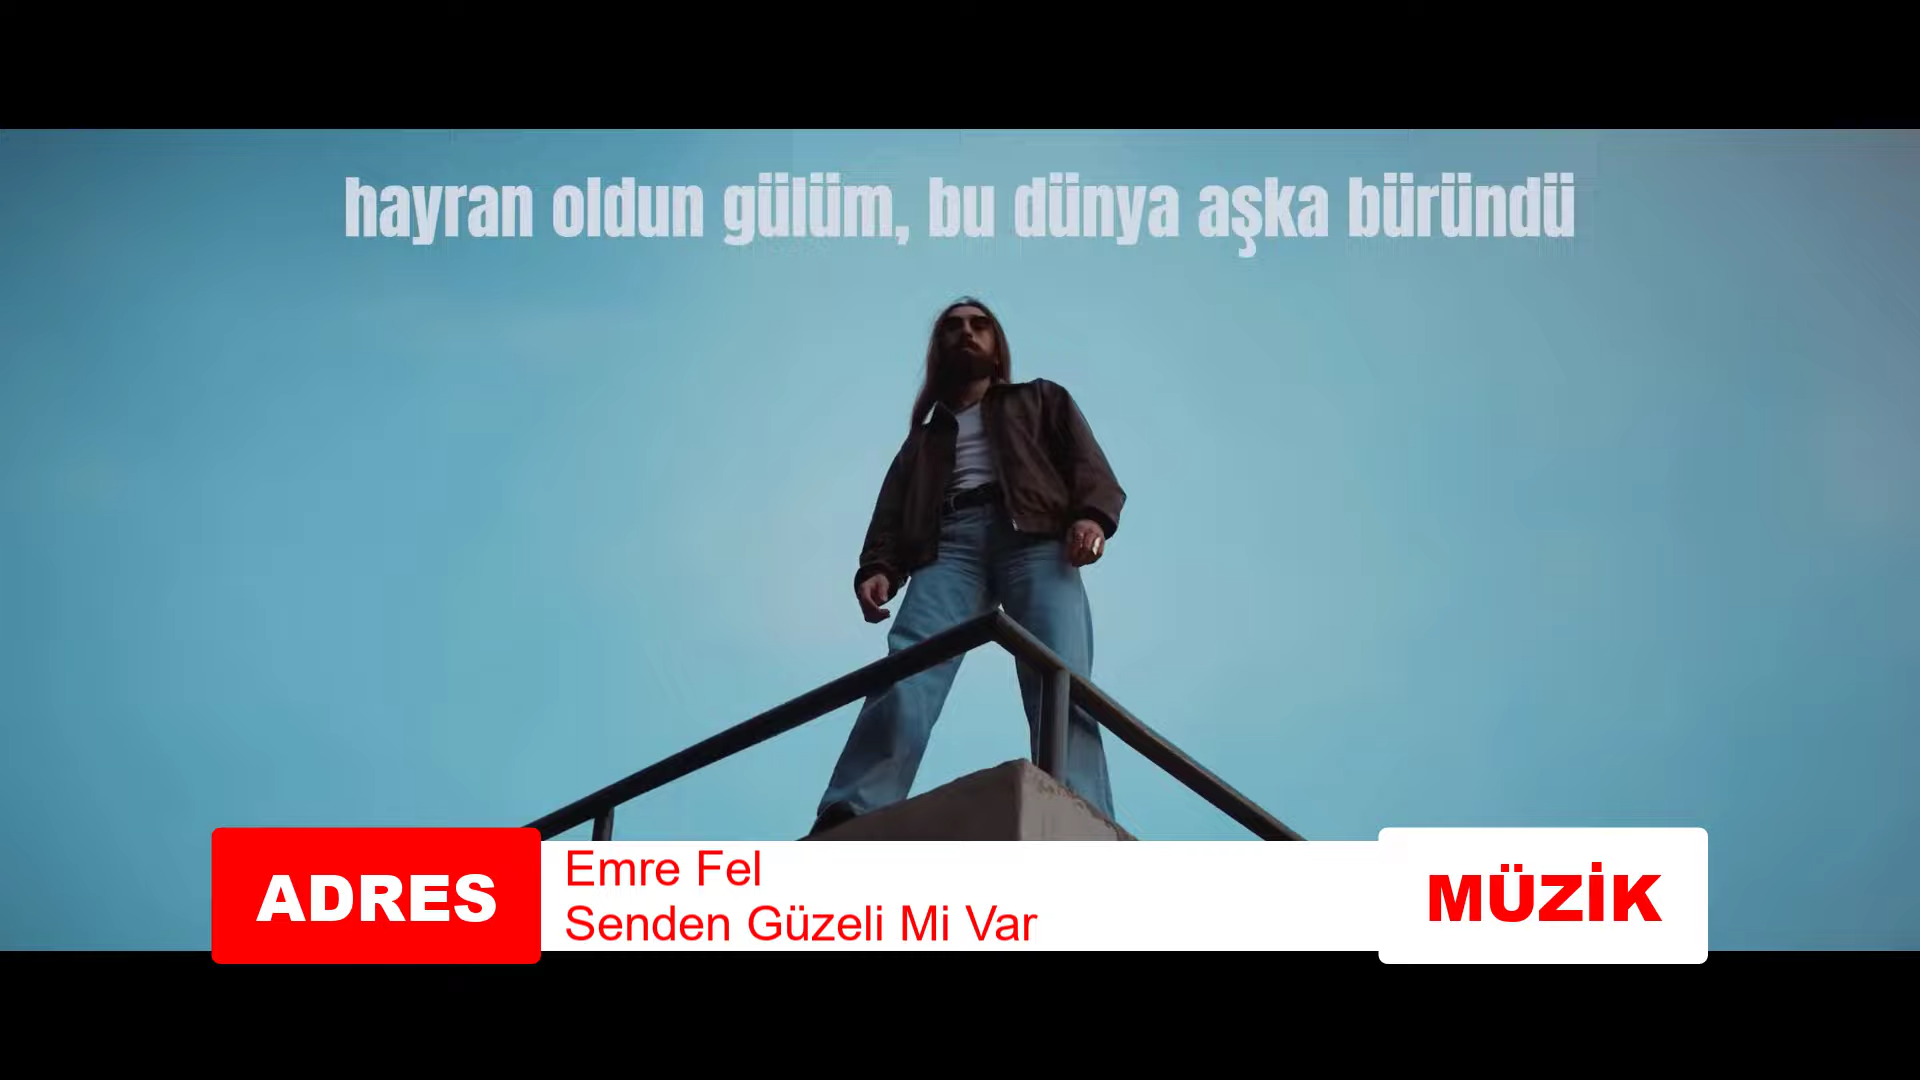 hayran oldun gülüm, bu dünya aşka büründü
ADRES
Emre Fel
Senden Güzeli Mi Var
MÜZİK